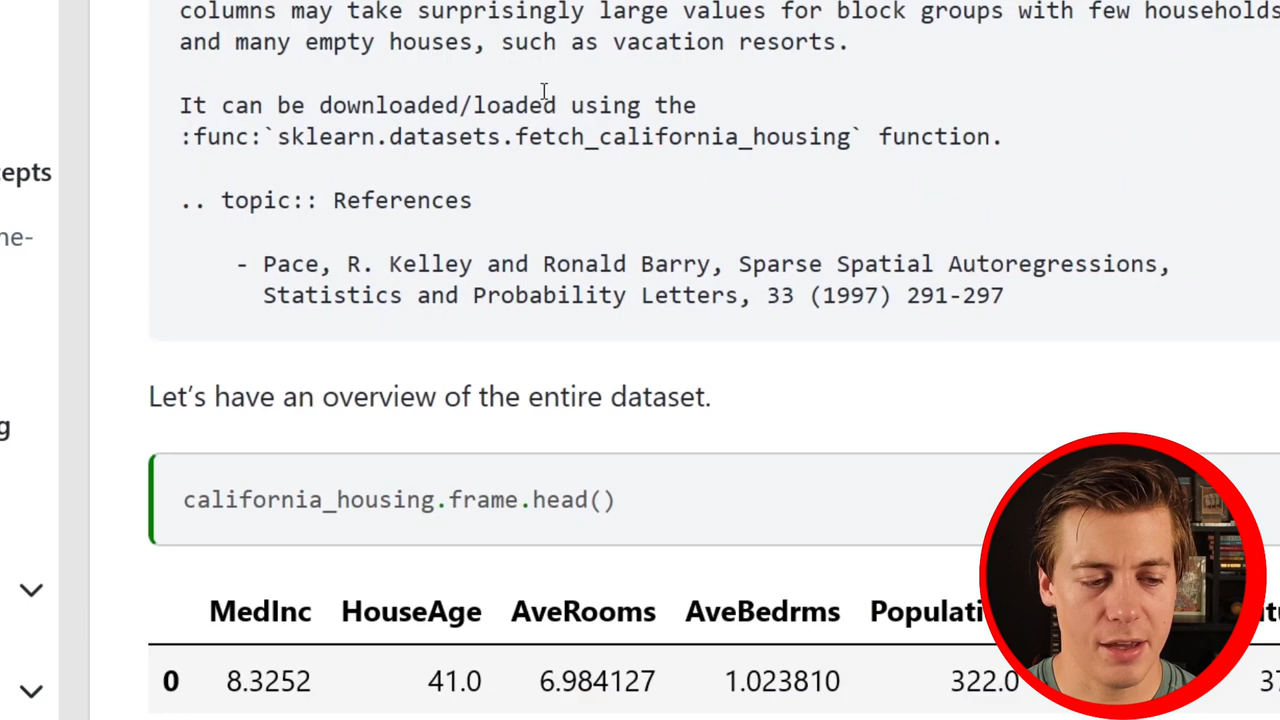 columns may take surprisingly large values for block groups with few households
and many empty houses, such as vacation resorts.
It can be downloaded/loaded using the
:func:`sklearn.datasets.fetch_california_housing` function.
.. topic:: References
- Pace, R. Kelley and Ronald Barry, Sparse Spatial Autoregressions,
Statistics and Probability Letters, 33 (1997) 291-297
Let’s have an overview of the entire dataset.
california_housing.frame.head()
MedInc HouseAge AveRooms AveBedrms
0 8.3252 41.0 6.984127 1.023810 322.0